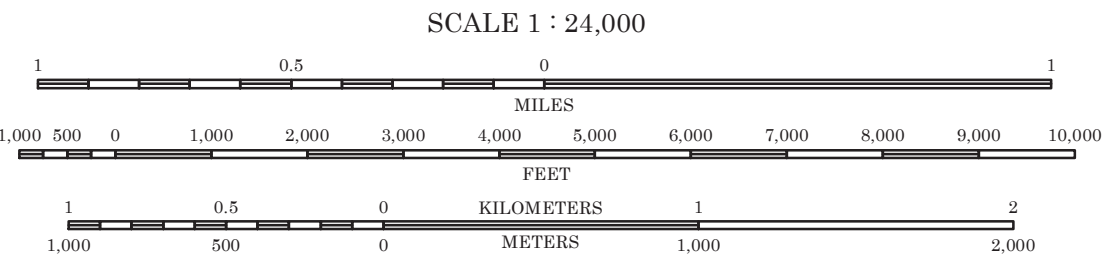 SCALE 1 : 24,000
1 0.5 0 1
MILES
1,000 500 0 1,000 2,000 3,000 4,000 5,000 6,000 7,000 8,000 9,000 10,000
FEET
1 0.5 0 KILOMETERS 1 2
1,000 500 0 METERS 1,000 2,000